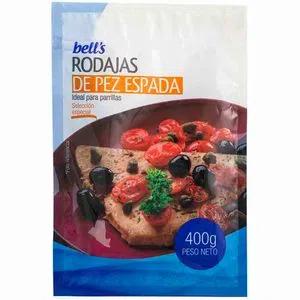 bell's
RODAJAS
DE PEZ ESPADA
Ideal para parrillas
Selección
especial
400g
PESO NETO